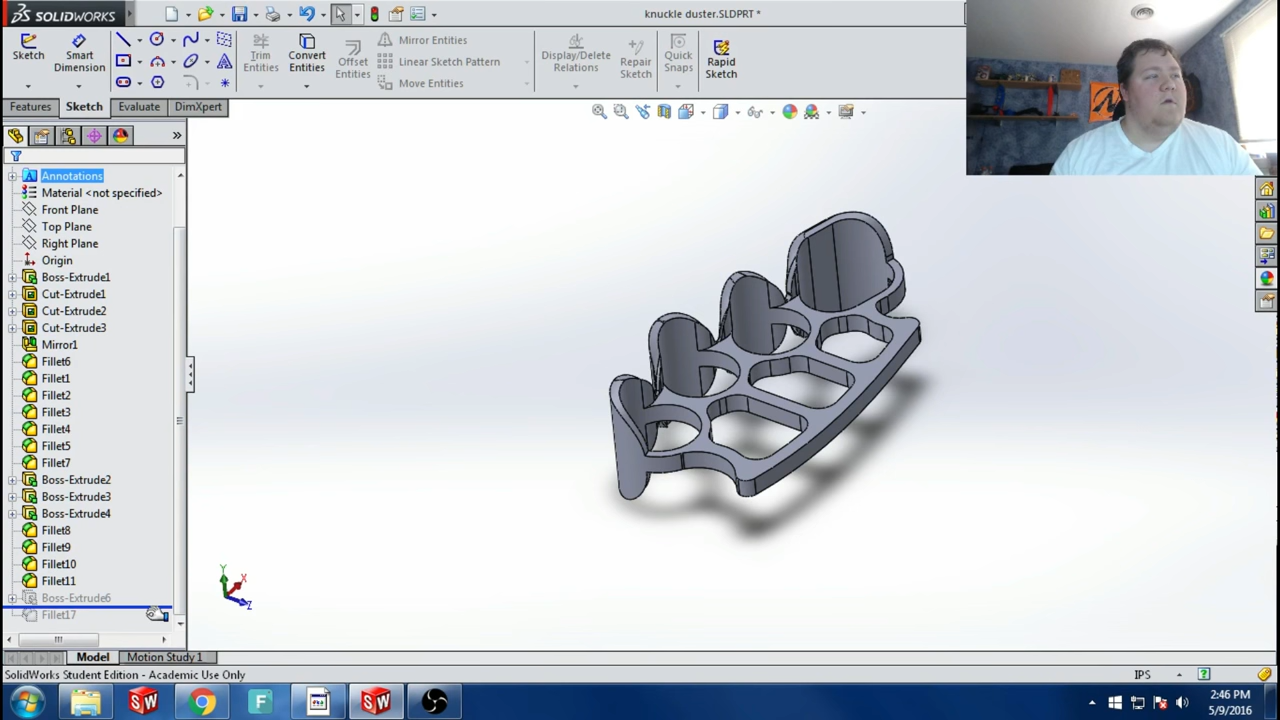 SOLIDWORKS
knuckle duster.SLDPRT *
Sketch
Smart Dimension
Trim Entities
Convert Entities
Offset Entities
Mirror Entities
Linear Sketch Pattern
Move Entities
Display/Delete Relations
Repair Sketch
Quick Snaps
Rapid Sketch
Features
Sketch
Evaluate
DimXpert
Annotations
Material <not specified>
Front Plane
Top Plane
Right Plane
Origin
Boss-Extrude1
Cut-Extrude1
Cut-Extrude2
Cut-Extrude3
Mirror1
Fillet6
Fillet1
Fillet2
Fillet3
Fillet4
Fillet5
Fillet7
Boss-Extrude2
Boss-Extrude3
Boss-Extrude4
Fillet8
Fillet9
Fillet10
Fillet11
Boss-Extrude6
Fillet17
Y
X
Z
Model
Motion Study 1
SolidWorks Student Edition - Academic Use Only
IPS
2:46 PM
5/9/2016